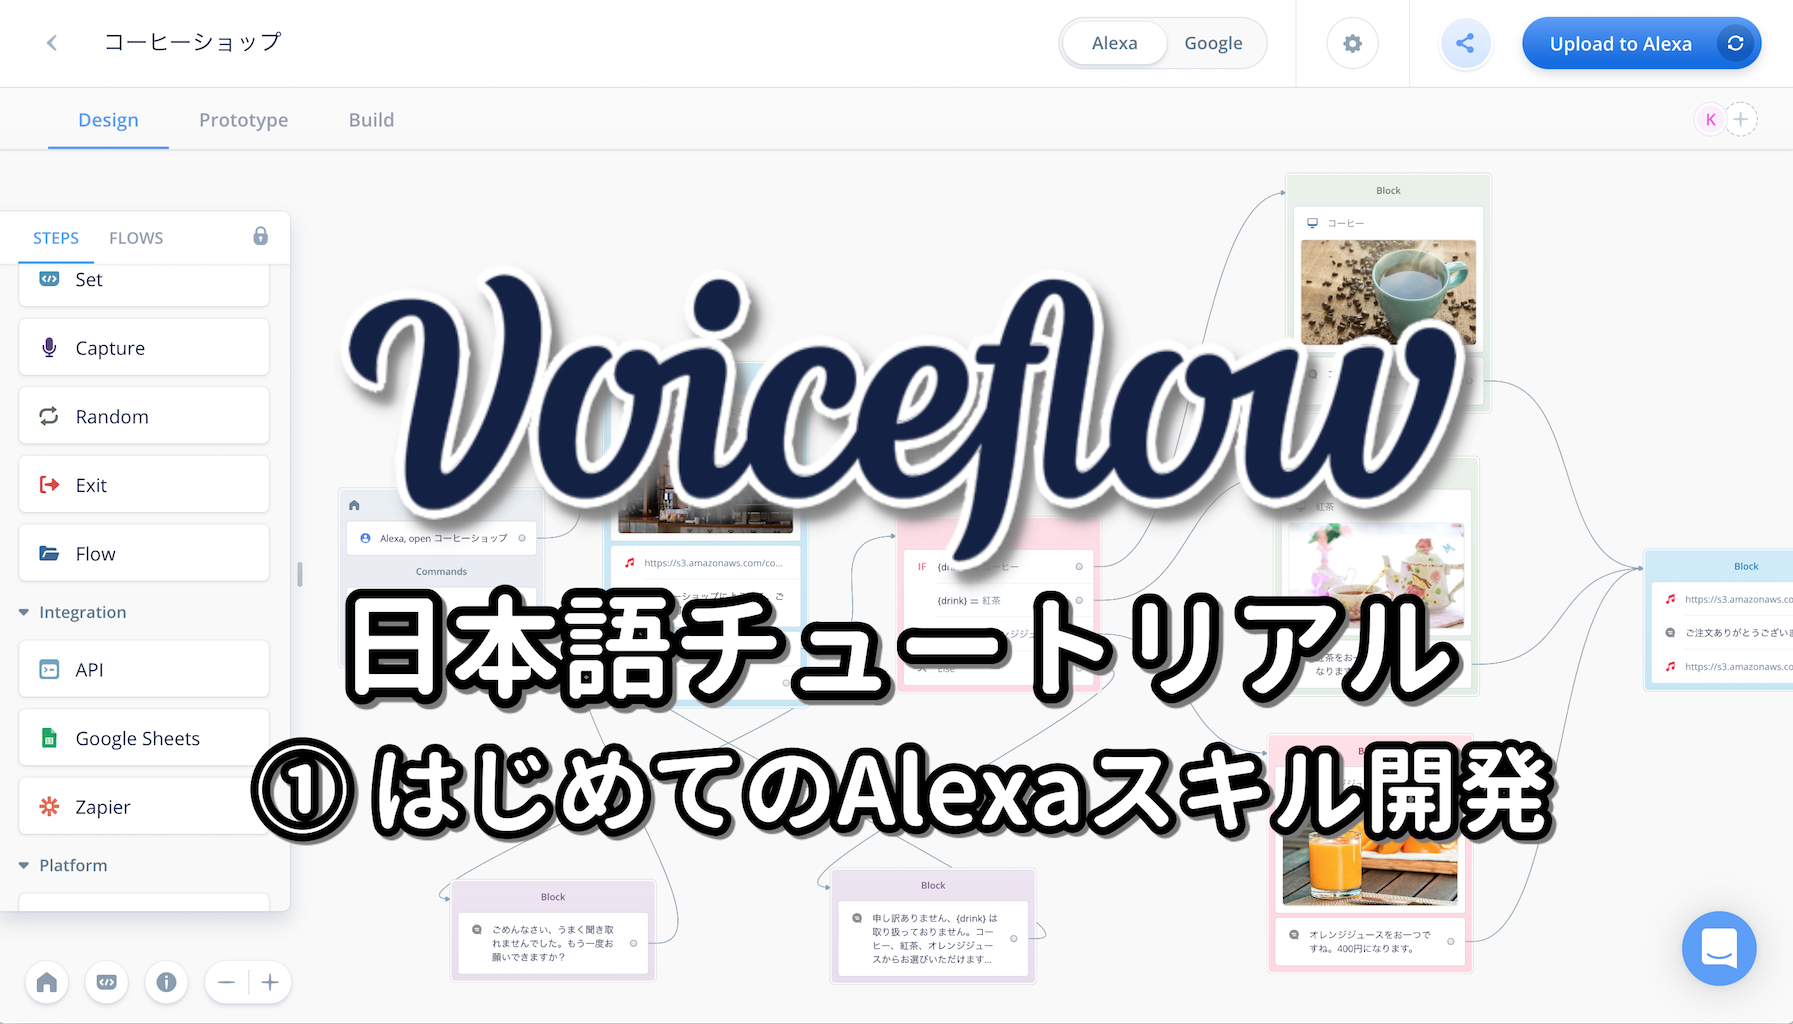 コーヒーショップ
Alexa
Google
Upload to Alexa
Design
Prototype
Build
K
STEPS
FLOWS
Set
Capture
Random
Exit
Flow
Integration
API
Google Sheets
Zapier
Platform
Voiceflow
日本語チュートリアル
① はじめてのAlexaスキル開発
Alexa, open コーヒーショップ
Commands
https://s3.amazonaws.com/co...
IF
{drink} = 紅茶
Block
コーヒー
紅茶
Block
https://s3.amazonaws.co
ご注文ありがとうござい
https://s3.amazonaws.co
Block
ごめんなさい、うまく聞き取
れませんでした。もう一度お
願いできますか？
Block
申し訳ありません、{drink} は
取り扱っておりません。コー
ヒー、紅茶、オレンジジュー
スからお選びいただけます...
オレンジジュースをお一つで
すね。400円になります。